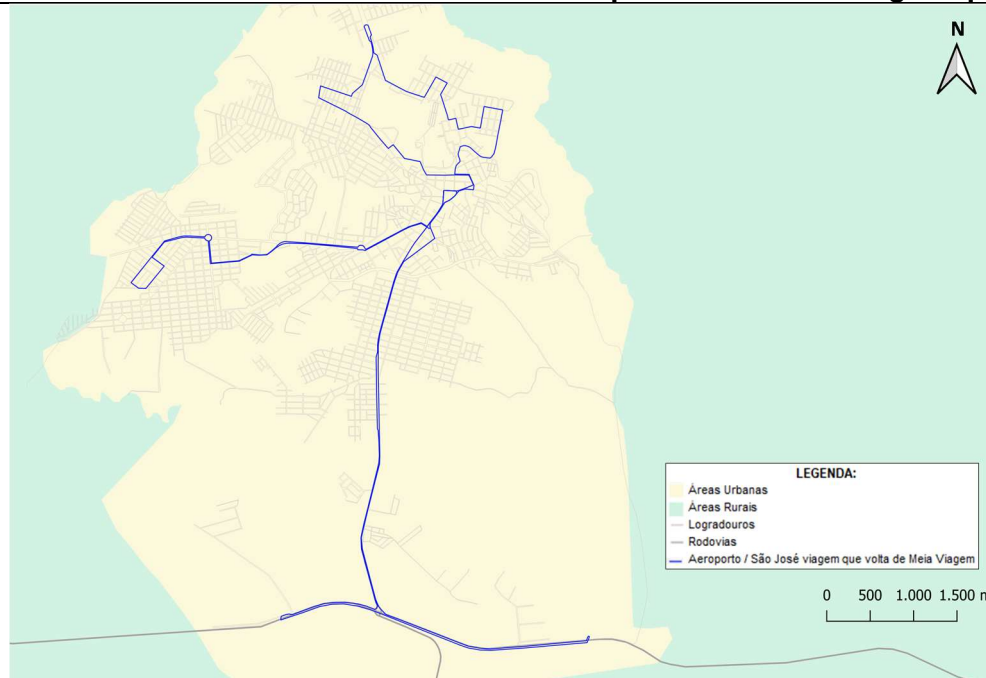 N
LEGENDA:
Áreas Urbanas
Áreas Rurais
Logradouros
Rodovias
Aeroporto / São José viagem que volta de Meia Viagem
0 500 1.000 1.500 m